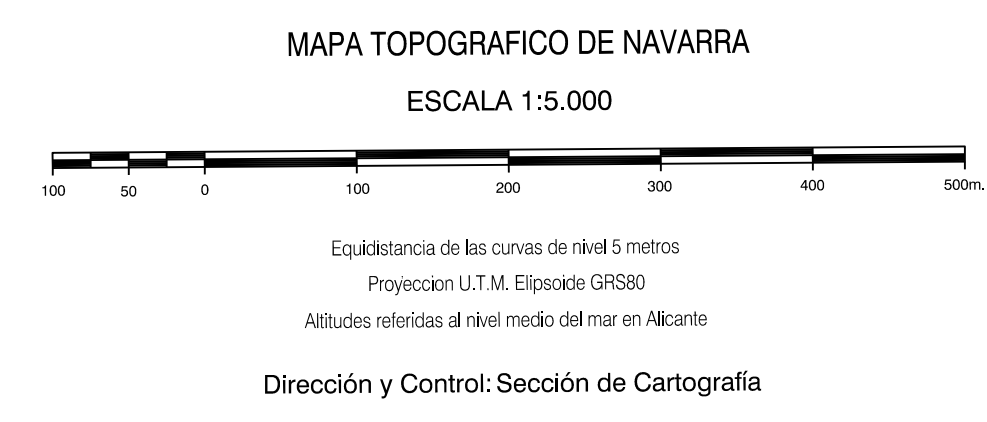 MAPA TOPOGRAFICO DE NAVARRA
ESCALA 1:5.000
100 50 0 100 200 300 400 500m.
Equidistancia de las curvas de nivel 5 metros
Proyeccion U.T.M. Elipsoide GRS80
Altitudes referidas al nivel medio del mar en Alicante
Dirección y Control: Sección de Cartografía